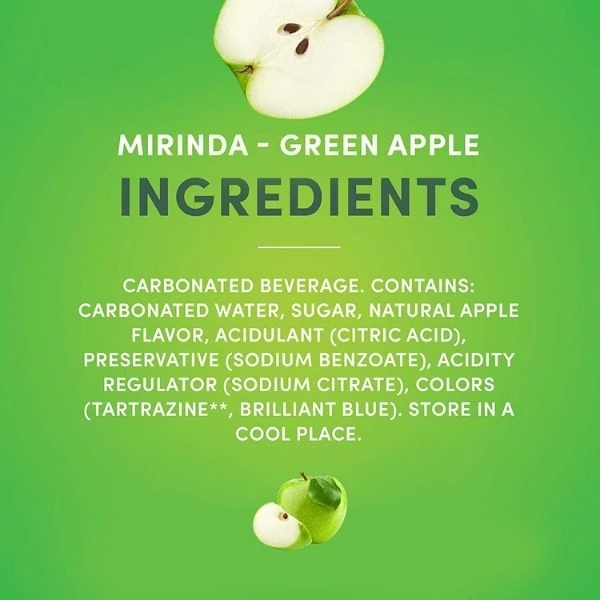 MIRINDA - GREEN APPLE
INGREDIENTS
CARBONATED BEVERAGE. CONTAINS:
CARBONATED WATER, SUGAR, NATURAL APPLE
FLAVOR, ACIDULANT (CITRIC ACID),
PRESERVATIVE (SODIUM BENZOATE), ACIDITY
REGULATOR (SODIUM CITRATE), COLORS
(TARTRAZINE**, BRILLIANT BLUE). STORE IN A
COOL PLACE.